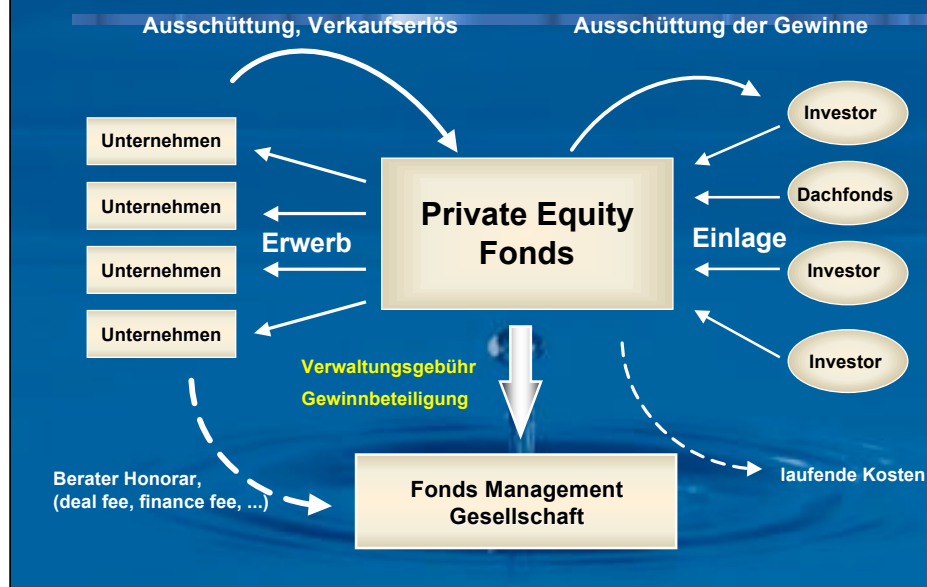 Ausschüttung, Verkaufserlös
Ausschüttung der Gewinne
Unternehmen
Unternehmen
Unternehmen
Unternehmen
Erwerb
Private Equity
Fonds
Einlage
Investor
Dachfonds
Investor
Investor
Verwaltungsgebühr
Gewinnbeteiligung
Berater Honorar,
(deal fee, finance fee, ...)
Fonds Management
Gesellschaft
laufende Kosten